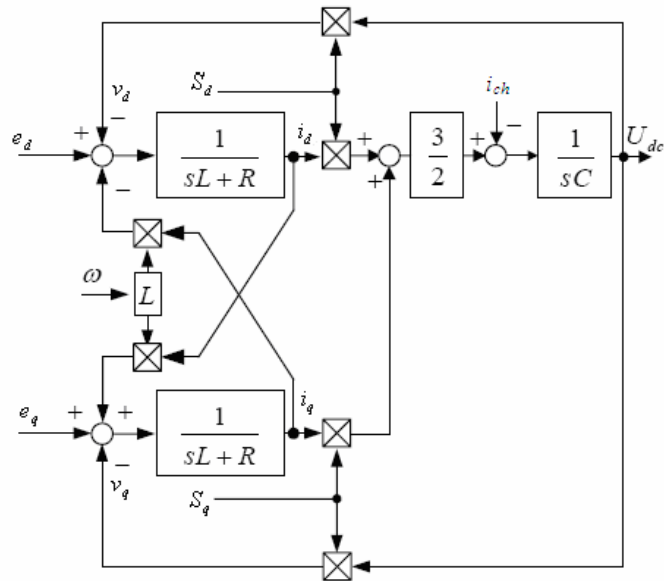 v_d
S_d
i_ch
e_d
+
−
1
sL + R
i_d
+
+
3
2
+
−
1
sC
U_dc
−
ω
L
e_q
+
+
−
v_q
1
sL + R
i_q
S_q